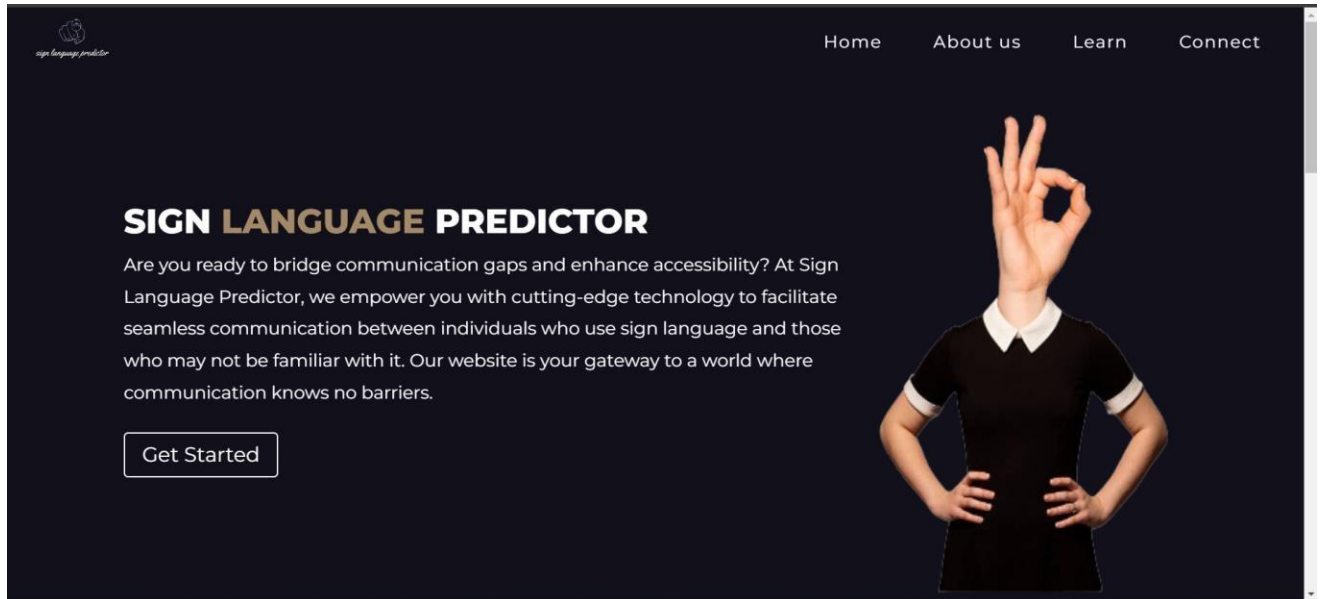 sign language predictor
Home About us Learn Connect
SIGN LANGUAGE PREDICTOR
Are you ready to bridge communication gaps and enhance accessibility? At Sign
Language Predictor, we empower you with cutting-edge technology to facilitate
seamless communication between individuals who use sign language and those
who may not be familiar with it. Our website is your gateway to a world where
communication knows no barriers.
Get Started